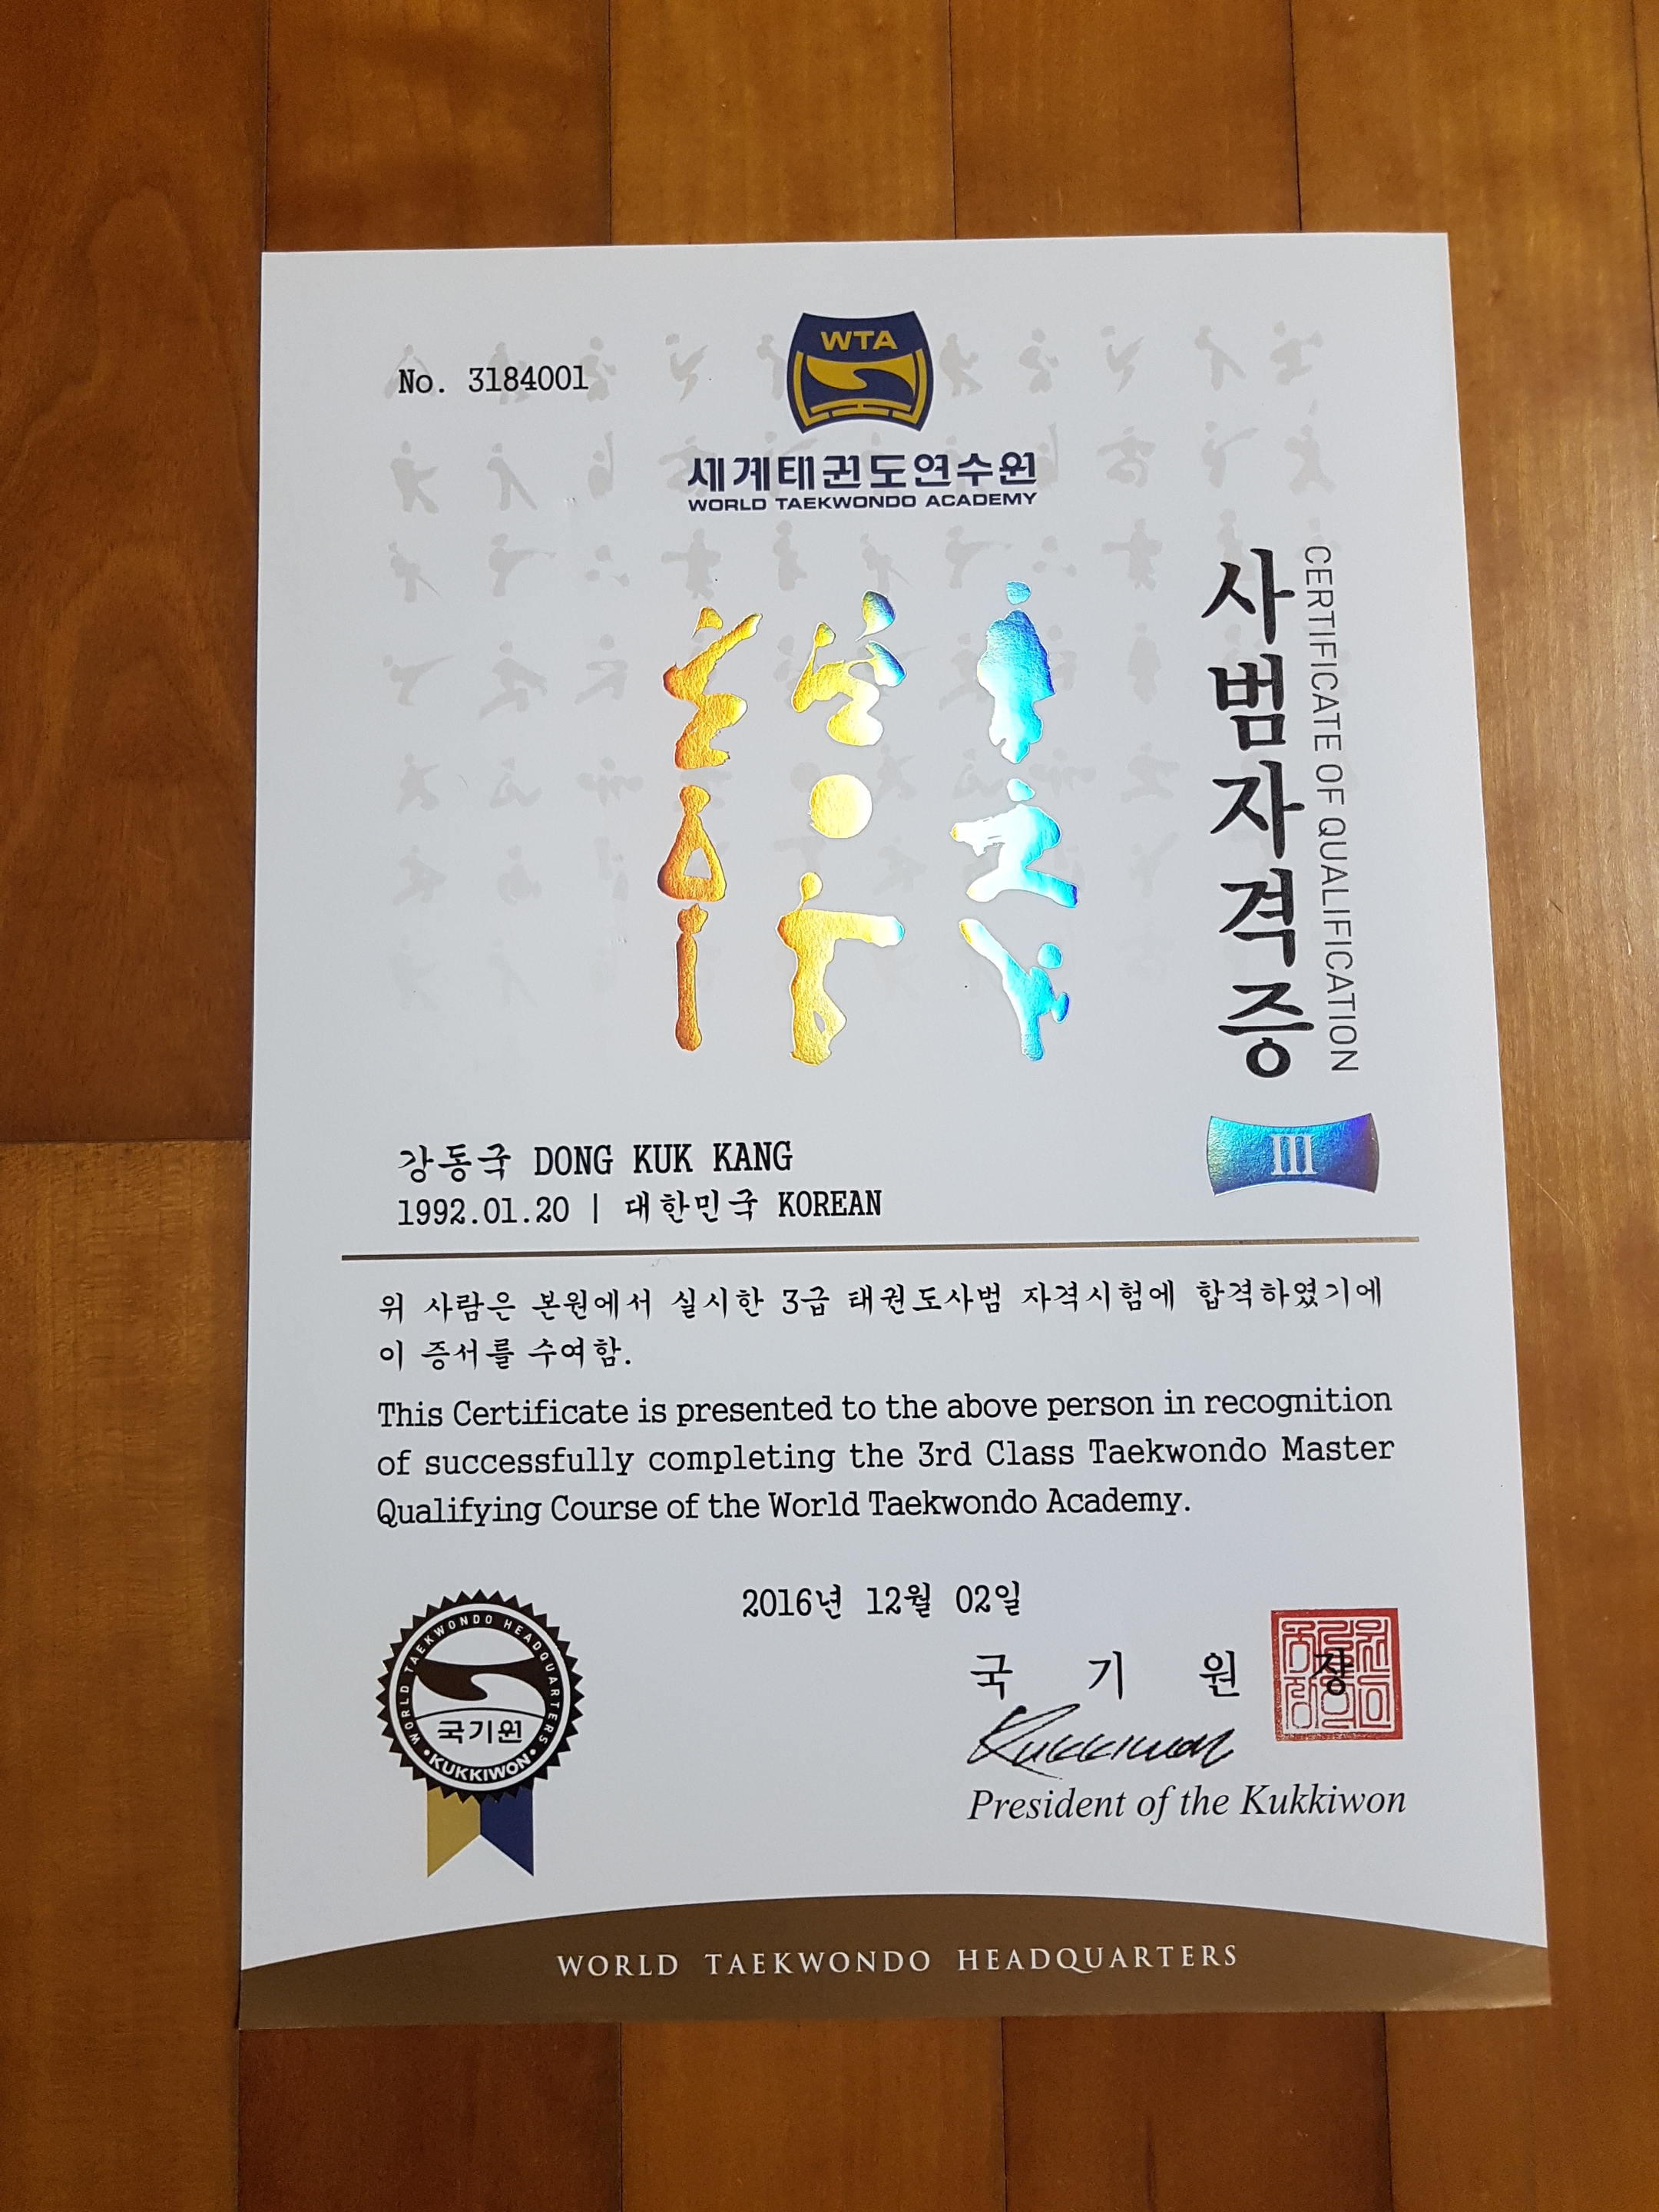 No. 3184001
WTA
세계태권도연수원
WORLD TAEKWONDO ACADEMY
사범자격증
CERTIFICATE OF QUALIFICATION
III
강동국 DONG KUK KANG
1992.01.20 | 대한민국 KOREAN
위 사람은 본원에서 실시한 3급 태권도사범 자격시험에 합격하였기에
이 증서를 수여함.
This Certificate is presented to the above person in recognition
of successfully completing the 3rd Class Taekwondo Master
Qualifying Course of the World Taekwondo Academy.
2016년 12월 02일
국 기 원 장
Kukkiwon
President of the Kukkiwon
WORLD TAEKWONDO HEADQUARTERS
국기원
KUKKIWON
WORLD TAEKWONDO HEADQUARTERS